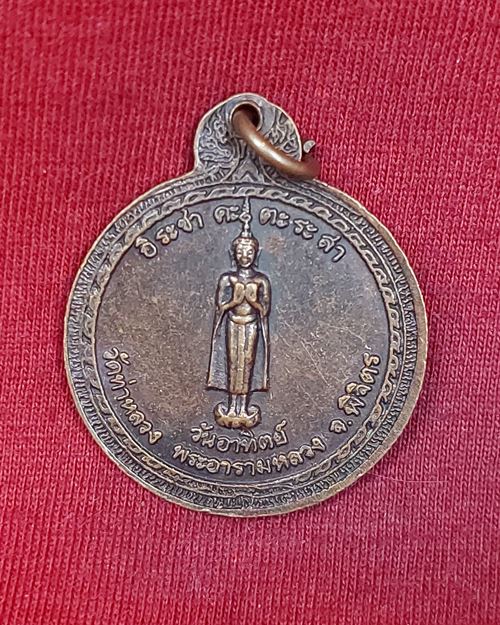 อิ ระ ชา คะ ตะ ระ สา
วันอาทิตย์
วัดท่าหลวง พระอารามหลวง จ.พิจิตร